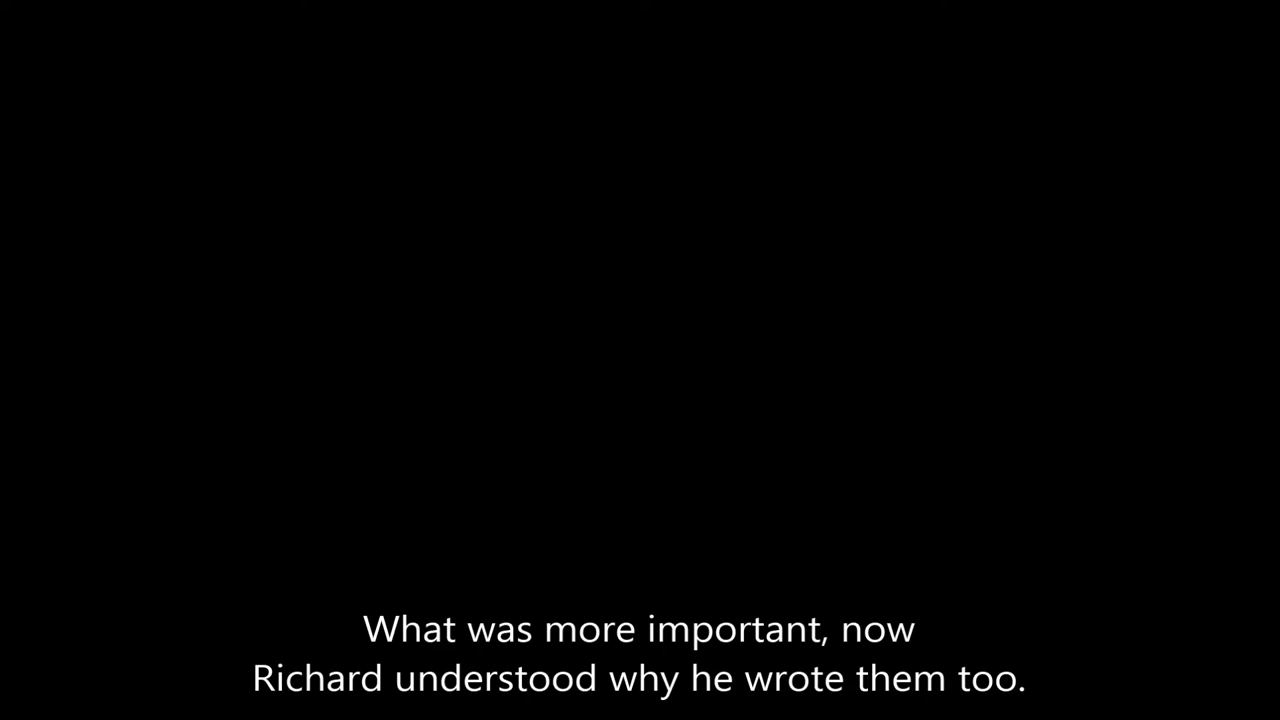 What was more important, now
Richard understood why he wrote them too.